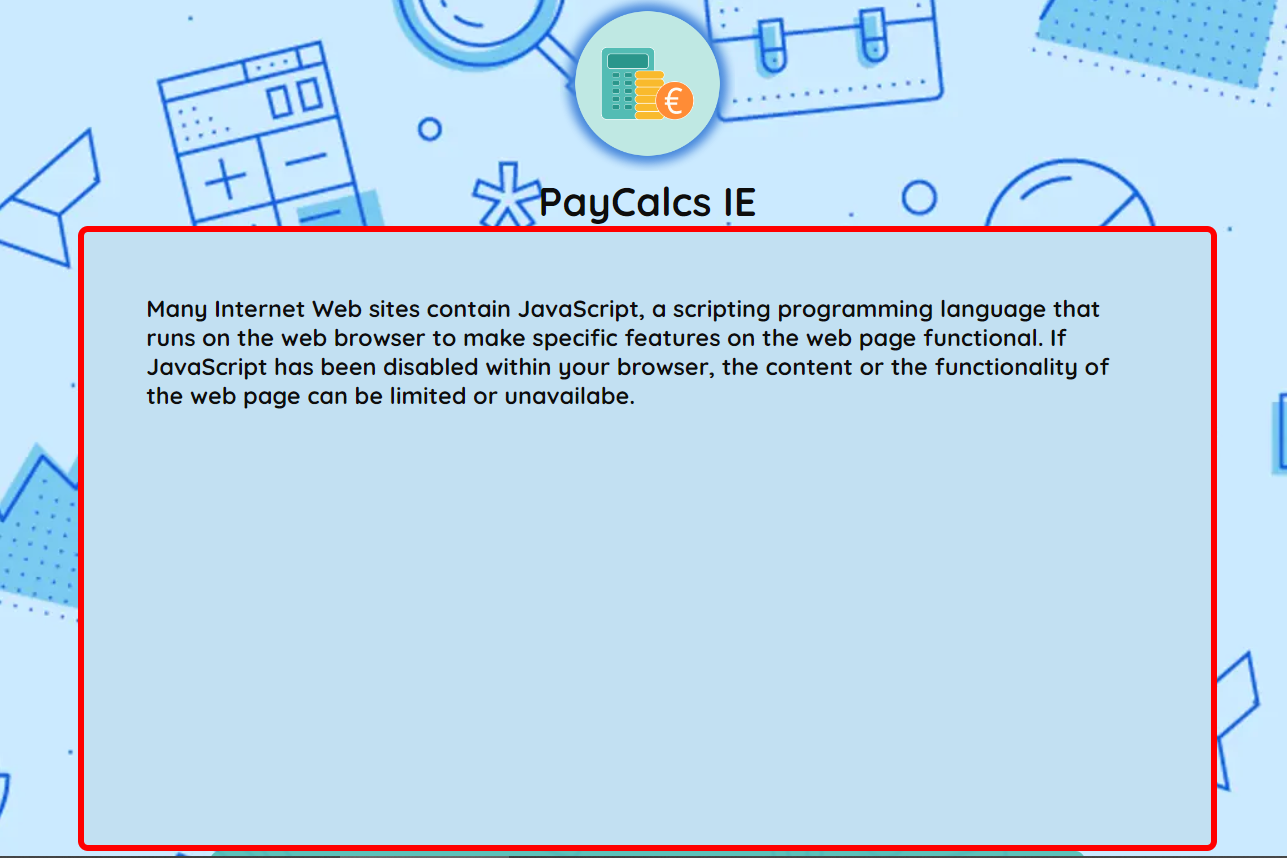 PayCalcs IE
Many Internet Web sites contain JavaScript, a scripting programming language that
runs on the web browser to make specific features on the web page functional. If
JavaScript has been disabled within your browser, the content or the functionality of
the web page can be limited or unavailabe.